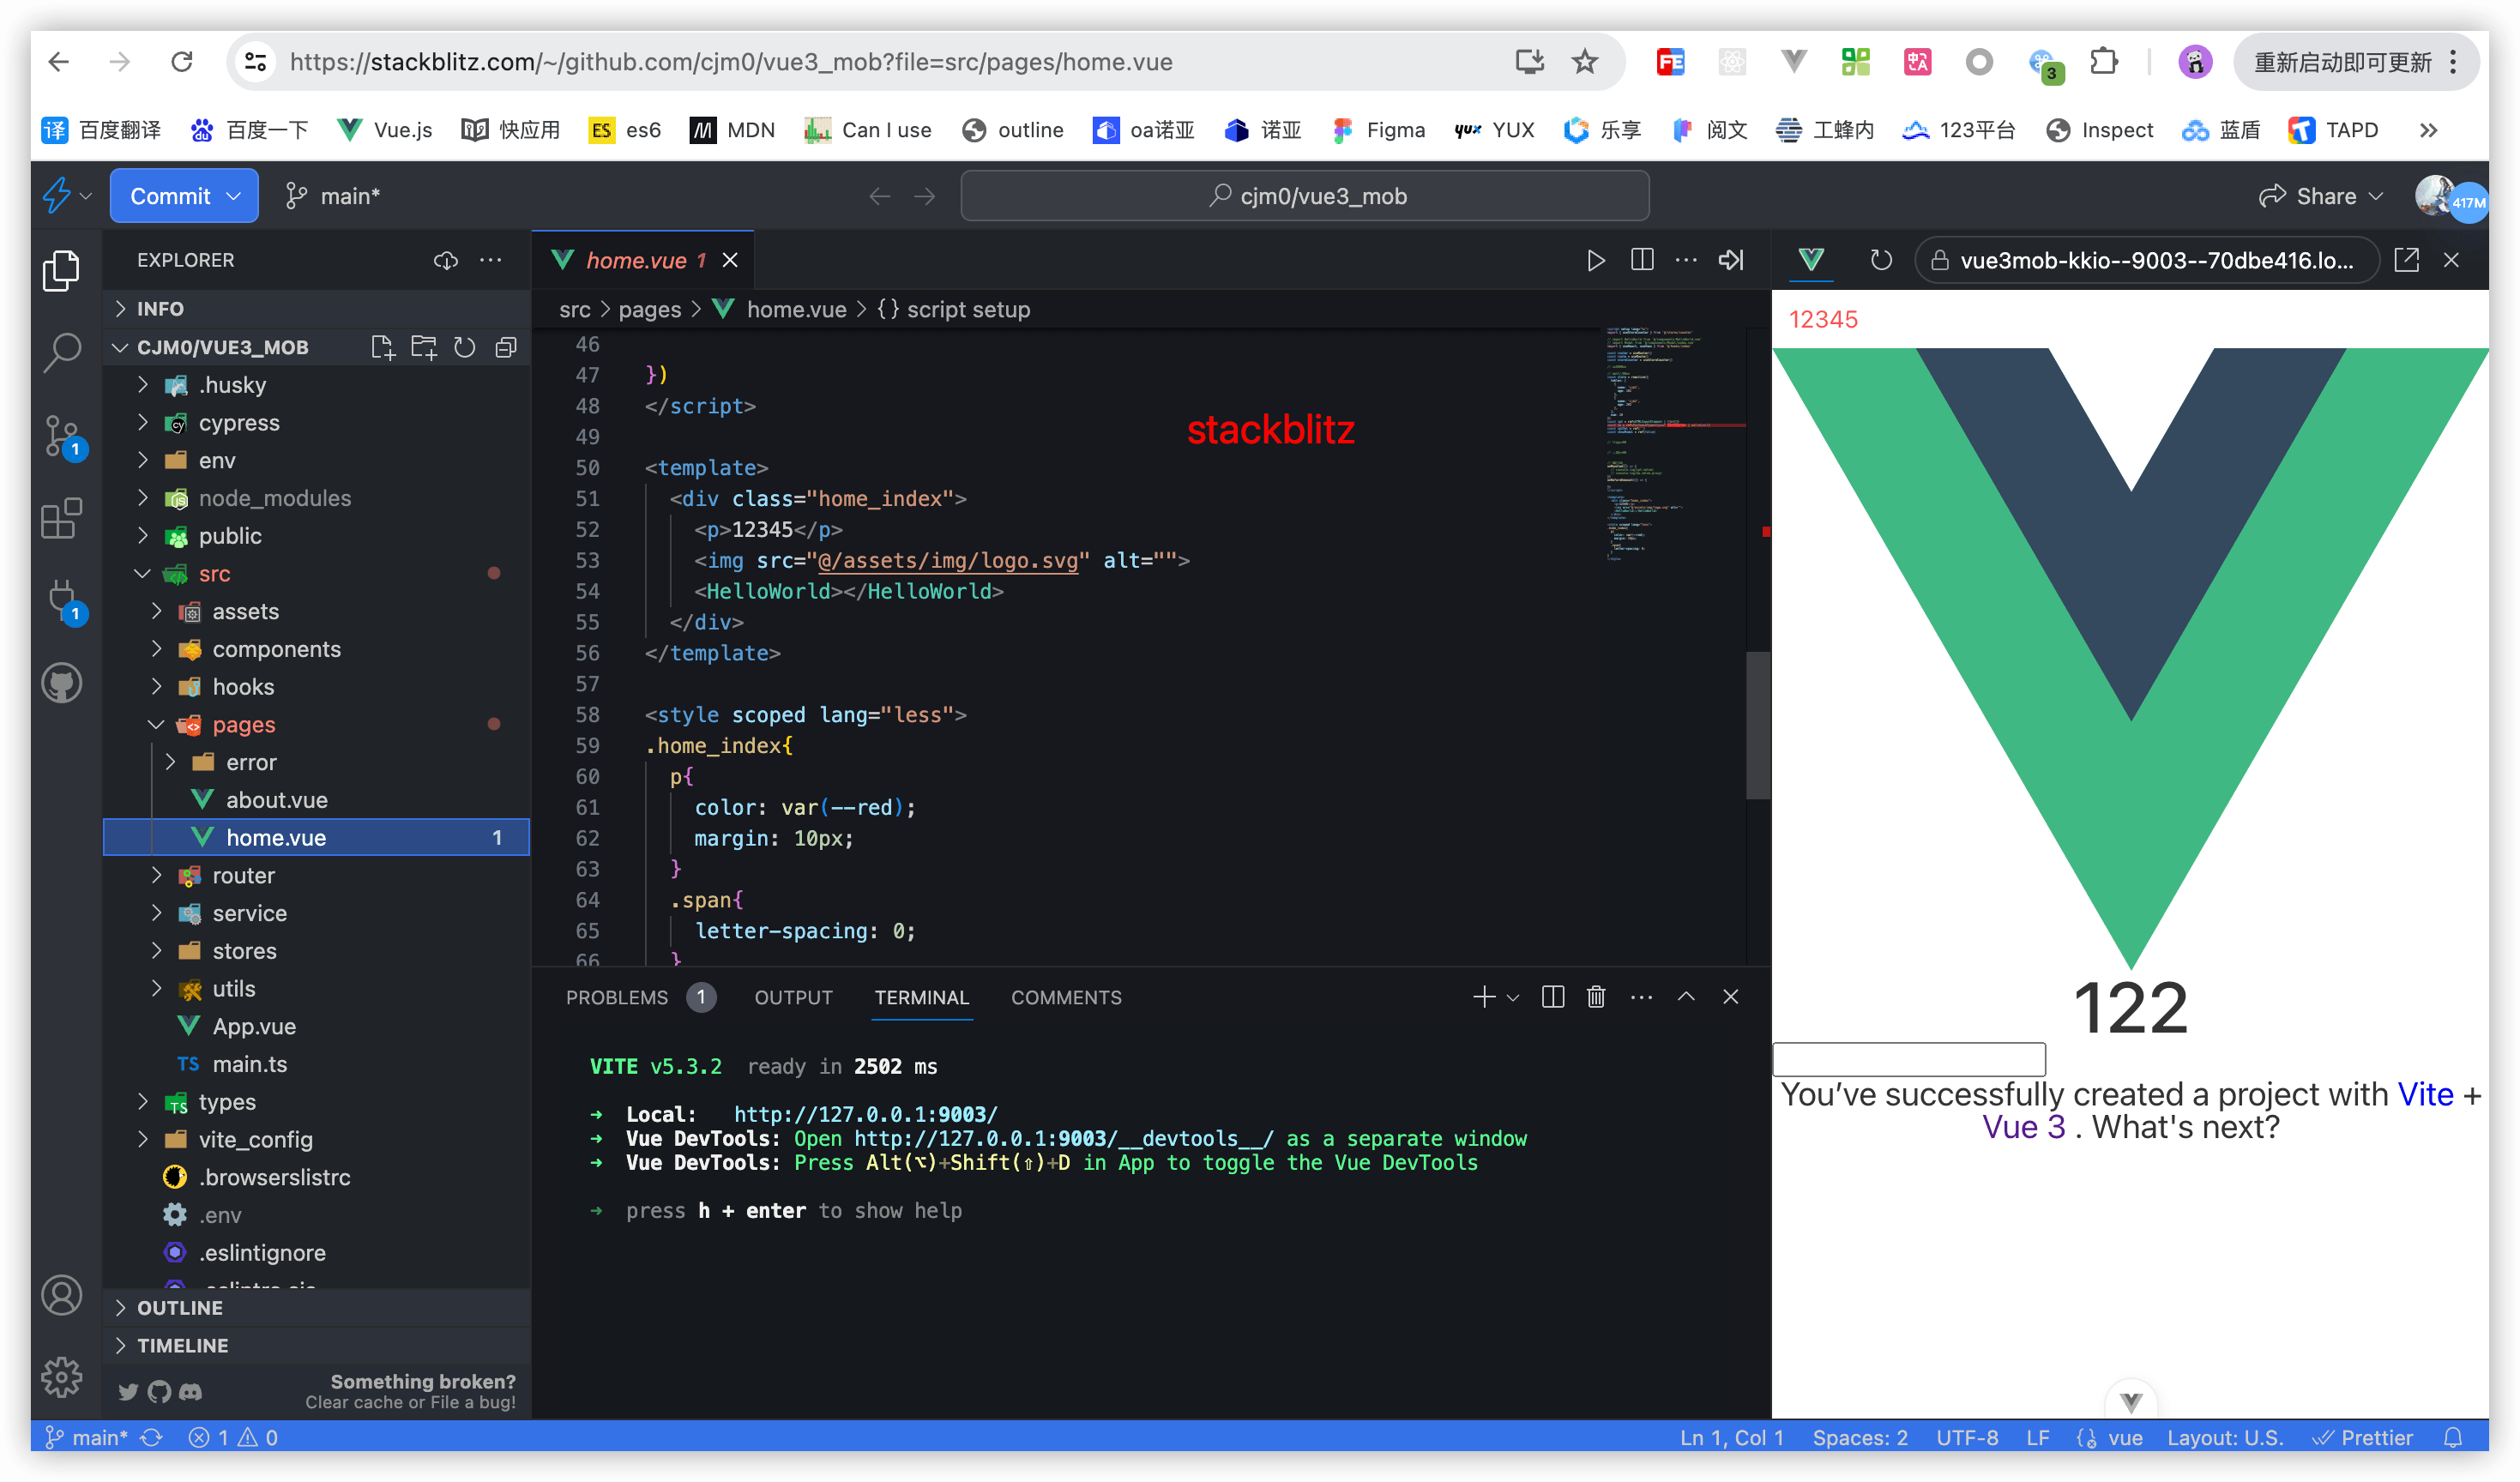 https://stackblitz.com/~/github.com/cjm0/vue3_mob?file=src/pages/home.vue
FE
中A
3
重新启动即可更新
译 百度翻译
du 百度一下
Vue.js
快应用
ES es6
M MDN
Can I use
outline
oa诺亚
诺亚
Figma
yux YUX
乐享
阅文
工蜂内
123平台
Inspect
蓝盾
TAPD
Commit
main*
cjm0/vue3_mob
Share
417M
EXPLORER
INFO
CJM0/VUE3_MOB
.husky
cypress
env
node_modules
public
src
assets
components
hooks
pages
error
about.vue
home.vue 1
router
service
stores
utils
App.vue
TS main.ts
types
vite_config
.browserslistrc
.env
.eslintignore
OUTLINE
TIMELINE
Something broken?
Clear cache or File a bug!
1
1
home.vue 1
src > pages > home.vue > {} script setup
46
47 })
48 </script>
49
stackblitz
50 <template>
51 <div class="home_index">
52 <p>12345</p>
53 <img src="@/assets/img/logo.svg" alt="">
54 <HelloWorld></HelloWorld>
55 </div>
56 </template>
57
58 <style scoped lang="less">
59 .home_index{
60 p{
61 color: var(--red);
62 margin: 10px;
63 }
64 .span{
65 letter-spacing: 0;
66 }
PROBLEMS 1 OUTPUT TERMINAL COMMENTS
VITE v5.3.2 ready in 2502 ms
➜ Local: http://127.0.0.1:9003/
➜ Vue DevTools: Open http://127.0.0.1:9003/__devtools__/ as a separate window
➜ Vue DevTools: Press Alt(⌥)+Shift(⇧)+D in App to toggle the Vue DevTools
➜ press h + enter to show help
vue3mob-kkio--9003--70dbe416.lo...
12345
122
You’ve successfully created a project with Vite +
Vue 3 . What's next?
main* 1 0
Ln 1, Col 1 Spaces: 2 UTF-8 LF vue Layout: U.S. Prettier